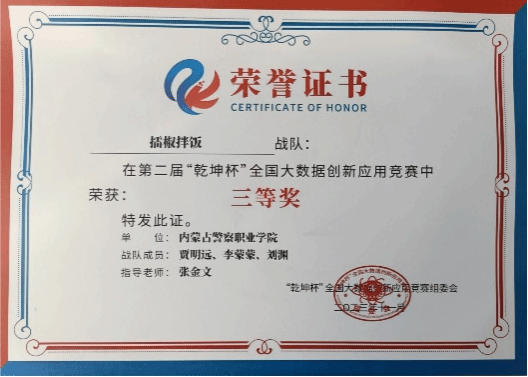 荣誉证书
CERTIFICATE OF HONOR
擂椒拌饭 战队：
在第二届“乾坤杯”全国大数据创新应用竞赛中
荣获： 三等奖
特发此证。
单 位： 内蒙古警察职业学院
战队成员： 贾明远、李蒙蒙、刘渊
指导老师： 张金文
“乾坤杯”全国大数据创新应用竞赛组委会